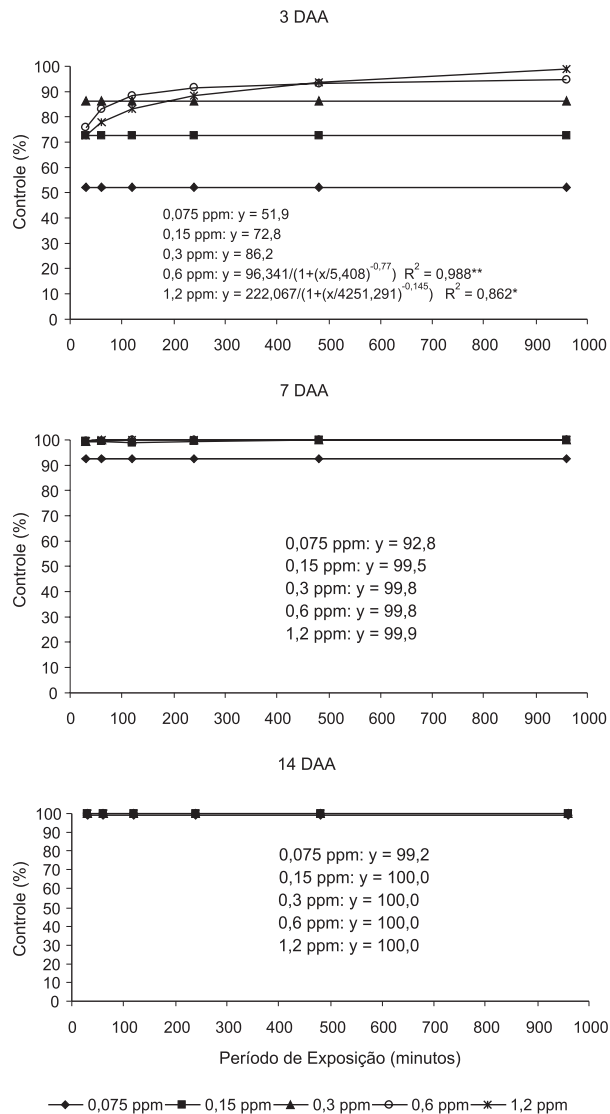 3 DAA
100
90
80
70
60
50
40
30
20
10
0
Controle (%)
0,075 ppm: y = 51,9
0,15 ppm: y = 72,8
0,3 ppm: y = 86,2
0,6 ppm: y = 96,341/(1+(x/5,408)^-0,77) R² = 0,988**
1,2 ppm: y = 222,067/(1+(x/4251,291)^-0,145) R² = 0,862*
0 100 200 300 400 500 600 700 800 900 1000
7 DAA
100
90
80
70
60
50
40
30
20
10
0
Controle (%)
0,075 ppm: y = 92,8
0,15 ppm: y = 99,5
0,3 ppm: y = 99,8
0,6 ppm: y = 99,8
1,2 ppm: y = 99,9
0 100 200 300 400 500 600 700 800 900 1000
14 DAA
100
90
80
70
60
50
40
30
20
10
0
Controle (%)
0,075 ppm: y = 99,2
0,15 ppm: y = 100,0
0,3 ppm: y = 100,0
0,6 ppm: y = 100,0
1,2 ppm: y = 100,0
0 100 200 300 400 500 600 700 800 900 1000
Período de Exposição (minutos)
0,075 ppm 0,15 ppm 0,3 ppm 0,6 ppm 1,2 ppm